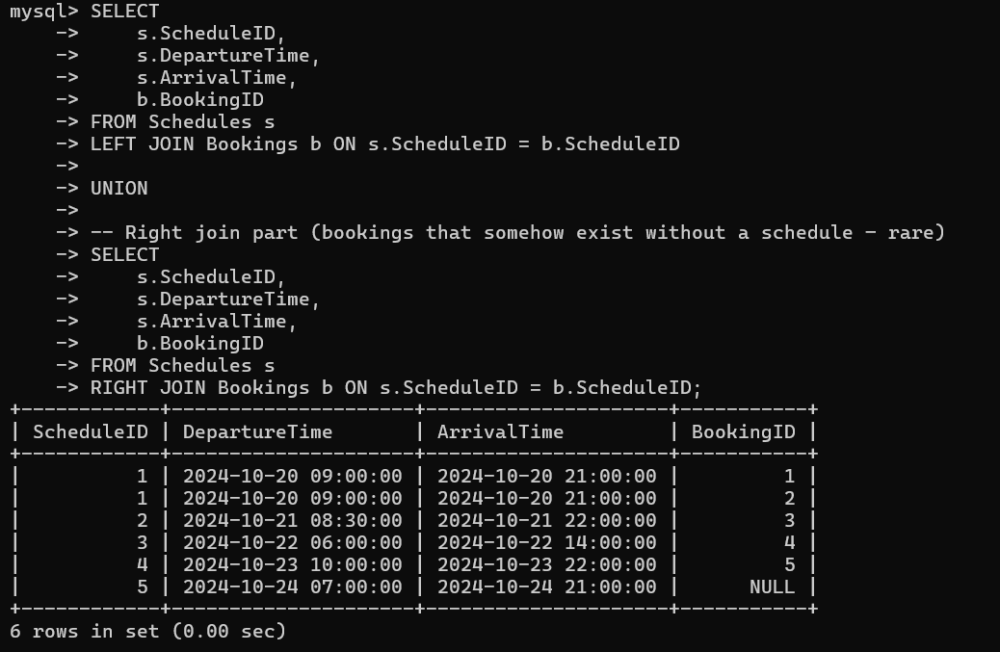 mysql> SELECT
    ->     s.ScheduleID,
    ->     s.DepartureTime,
    ->     s.ArrivalTime,
    ->     b.BookingID
    -> FROM Schedules s
    -> LEFT JOIN Bookings b ON s.ScheduleID = b.ScheduleID
    ->
    -> UNION
    ->
    -> -- Right join part (bookings that somehow exist without a schedule - rare)
    -> SELECT
    ->     s.ScheduleID,
    ->     s.DepartureTime,
    ->     s.ArrivalTime,
    ->     b.BookingID
    -> FROM Schedules s
    -> RIGHT JOIN Bookings b ON s.ScheduleID = b.ScheduleID;
+------------+---------------------+---------------------+-----------+
| ScheduleID | DepartureTime       | ArrivalTime         | BookingID |
+------------+---------------------+---------------------+-----------+
|          1 | 2024-10-20 09:00:00 | 2024-10-20 21:00:00 |         1 |
|          1 | 2024-10-20 09:00:00 | 2024-10-20 21:00:00 |         2 |
|          2 | 2024-10-21 08:30:00 | 2024-10-21 22:00:00 |         3 |
|          3 | 2024-10-22 06:00:00 | 2024-10-22 14:00:00 |         4 |
|          4 | 2024-10-23 10:00:00 | 2024-10-23 22:00:00 |         5 |
|          5 | 2024-10-24 07:00:00 | 2024-10-24 21:00:00 |      NULL |
+------------+---------------------+---------------------+-----------+
6 rows in set (0.00 sec)